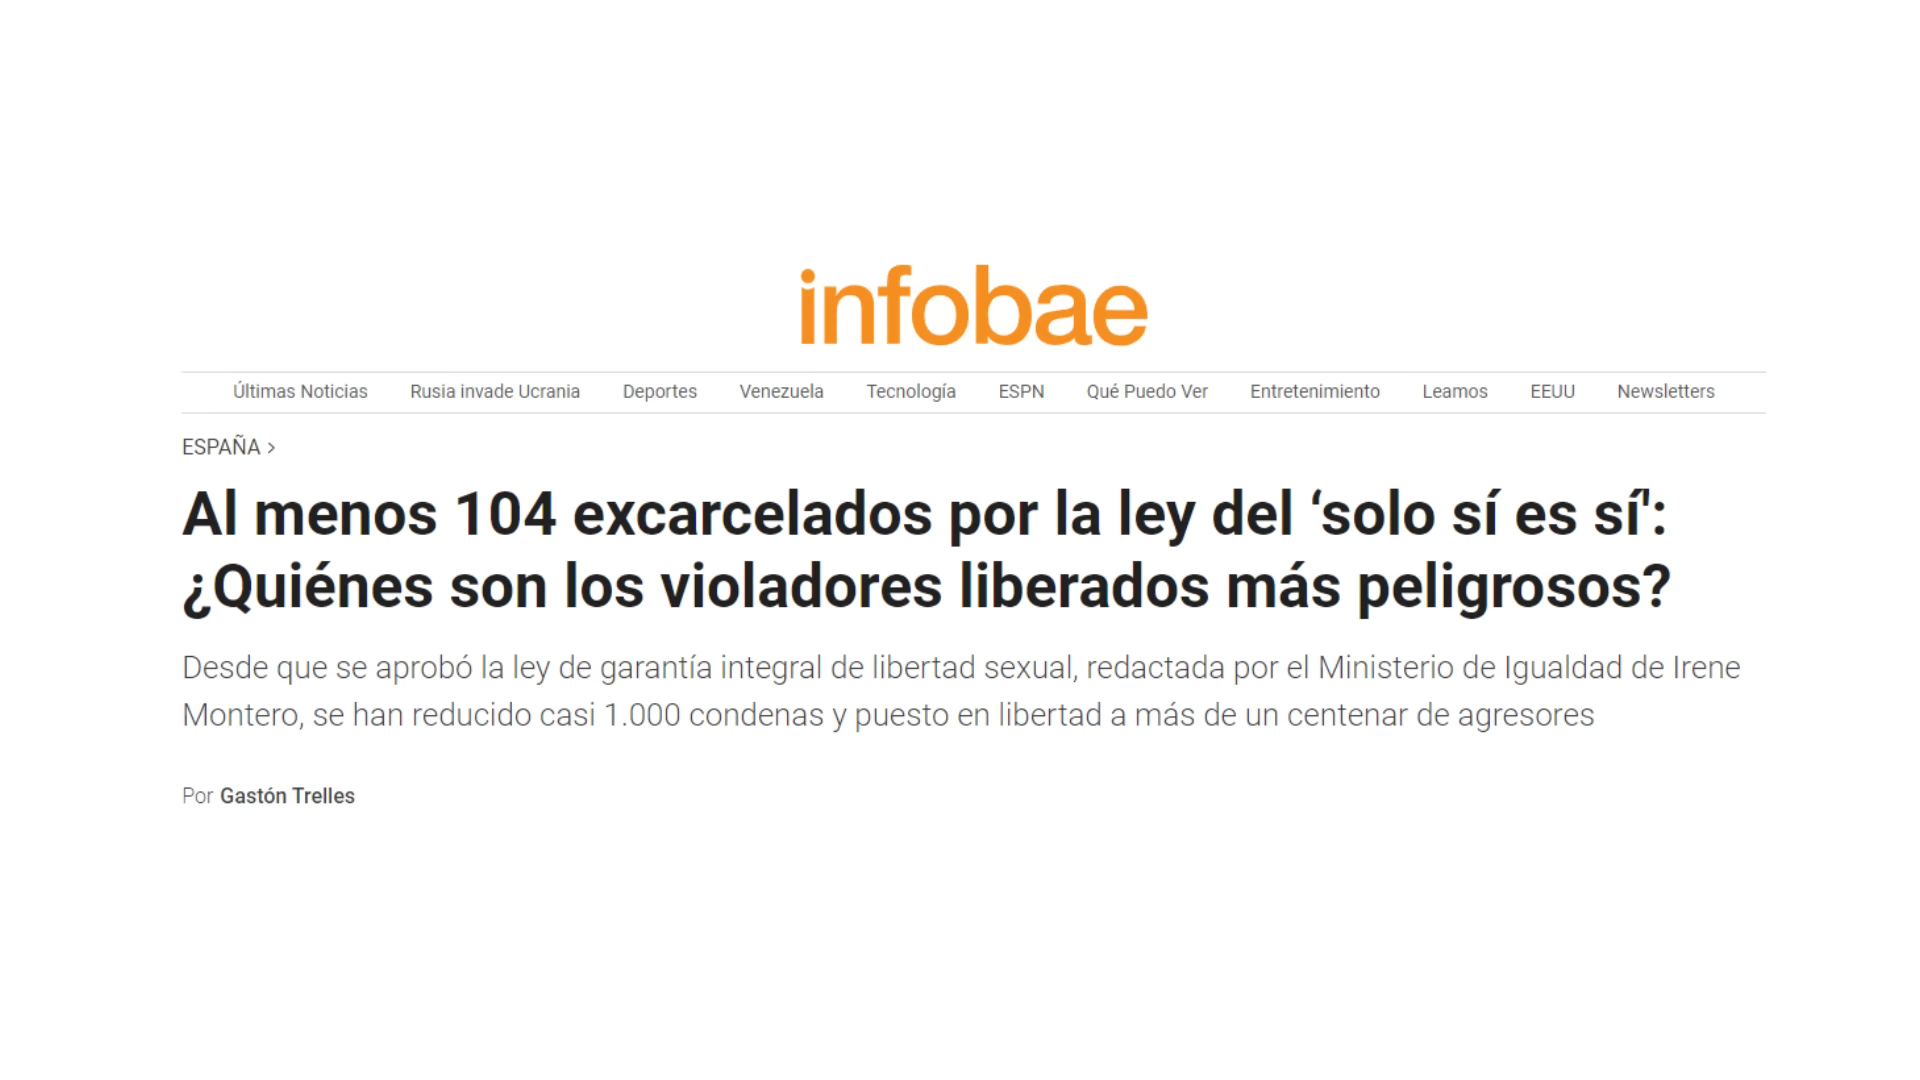 infobae
Últimas Noticias Rusia invade Ucrania Deportes Venezuela Tecnología ESPN Qué Puedo Ver Entretenimiento Leamos EEUU Newsletters
ESPAÑA >
Al menos 104 excarcelados por la ley del ‘solo sí es sí':
¿Quiénes son los violadores liberados más peligrosos?
Desde que se aprobó la ley de garantía integral de libertad sexual, redactada por el Ministerio de Igualdad de Irene
Montero, se han reducido casi 1.000 condenas y puesto en libertad a más de un centenar de agresores
Por Gastón Trelles